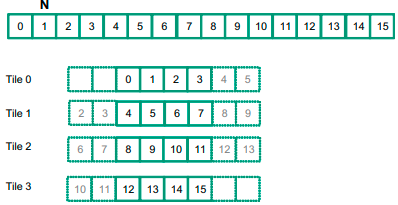 N
0 1 2 3 4 5 6 7 8 9 10 11 12 13 14 15
Tile 0 0 1 2 3 4 5
Tile 1 2 3 4 5 6 7 8 9
Tile 2 6 7 8 9 10 11 12 13
Tile 3 10 11 12 13 14 15